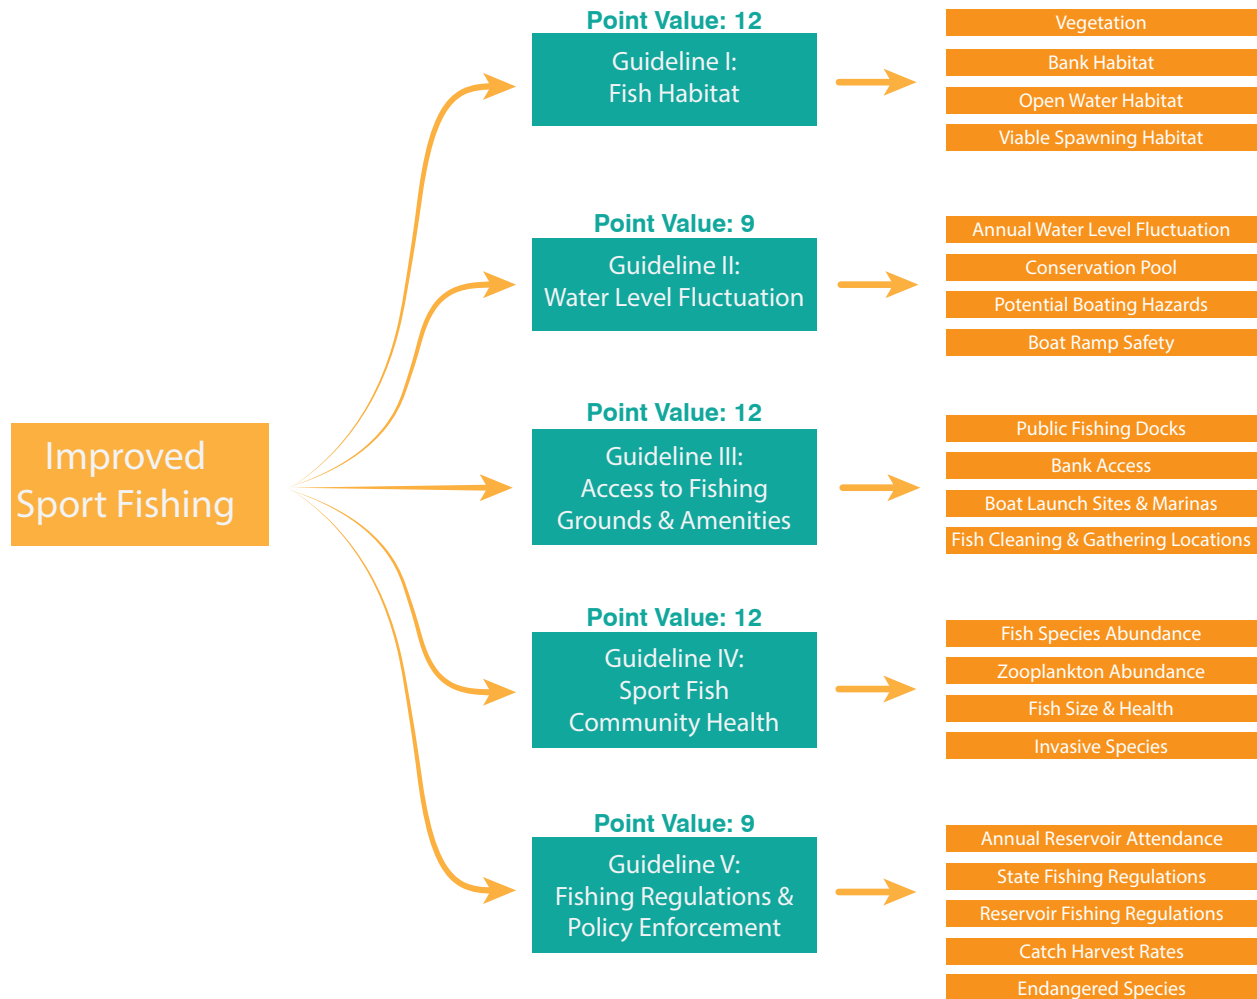 Improved
Sport Fishing
Point Value: 12
Guideline I:
Fish Habitat
Vegetation
Bank Habitat
Open Water Habitat
Viable Spawning Habitat
Point Value: 9
Guideline II:
Water Level Fluctuation
Annual Water Level Fluctuation
Conservation Pool
Potential Boating Hazards
Boat Ramp Safety
Point Value: 12
Guideline III:
Access to Fishing
Grounds & Amenities
Public Fishing Docks
Bank Access
Boat Launch Sites & Marinas
Fish Cleaning & Gathering Locations
Point Value: 12
Guideline IV:
Sport Fish
Community Health
Fish Species Abundance
Zooplankton Abundance
Fish Size & Health
Invasive Species
Point Value: 9
Guideline V:
Fishing Regulations &
Policy Enforcement
Annual Reservoir Attendance
State Fishing Regulations
Reservoir Fishing Regulations
Catch Harvest Rates
Endangered Species